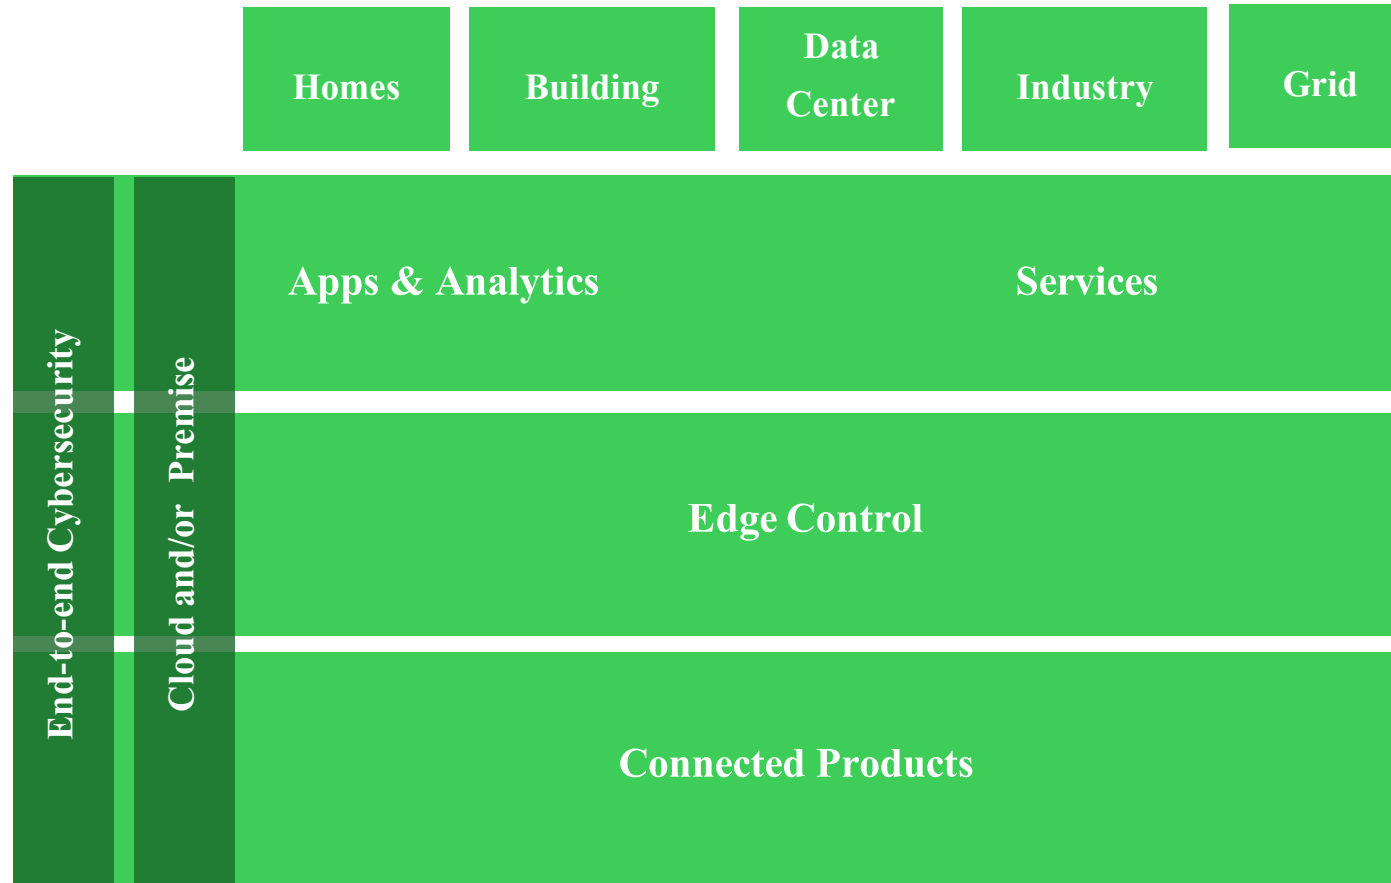 Homes
Building
Data
Center
Industry
Grid
Apps & Analytics
Services
End-to-end Cybersecurity
Cloud and/or Premise
Edge Control
Connected Products